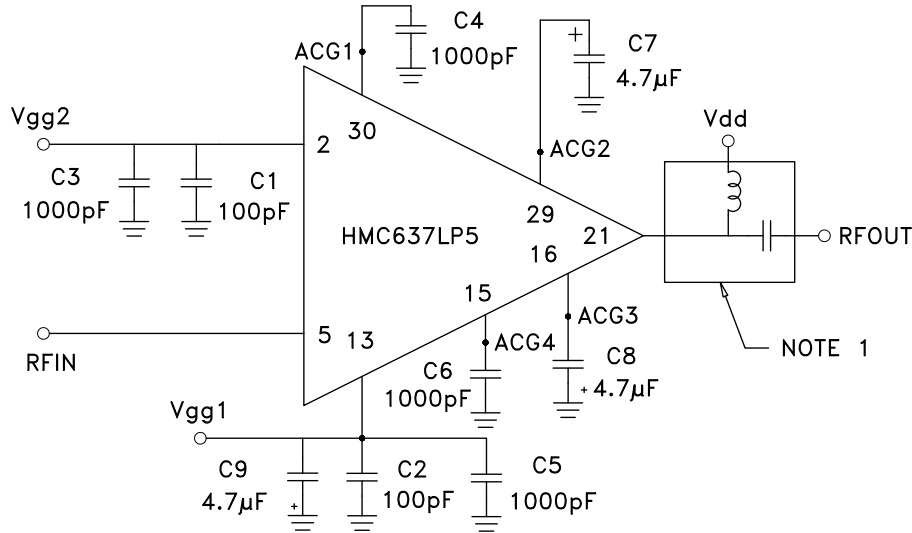 C4
1000pF
ACG1
+
C7
4.7µF
Vgg2
30
2
ACG2
Vdd
C3
1000pF
C1
100pF
29
HMC637LP5
21
RFOUT
16
15
ACG3
5
13
ACG4
NOTE 1
RFIN
C6
1000pF
C8
+
4.7µF
Vgg1
C9
4.7µF
+
C2
100pF
C5
1000pF